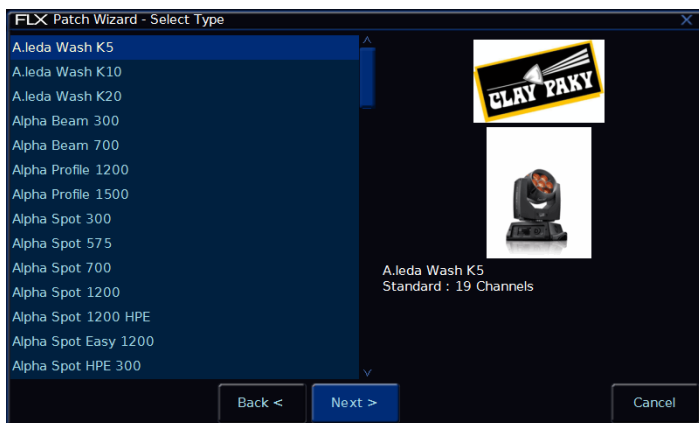 FLX Patch Wizard - Select Type
A.leda Wash K5
A.leda Wash K10
A.leda Wash K20
Alpha Beam 300
Alpha Beam 700
Alpha Profile 1200
Alpha Profile 1500
Alpha Spot 300
Alpha Spot 575
Alpha Spot 700
Alpha Spot 1200
Alpha Spot 1200 HPE
Alpha Spot Easy 1200
Alpha Spot HPE 300
CLAY PAKY
A.leda Wash K5
Standard : 19 Channels
Back <
Next >
Cancel